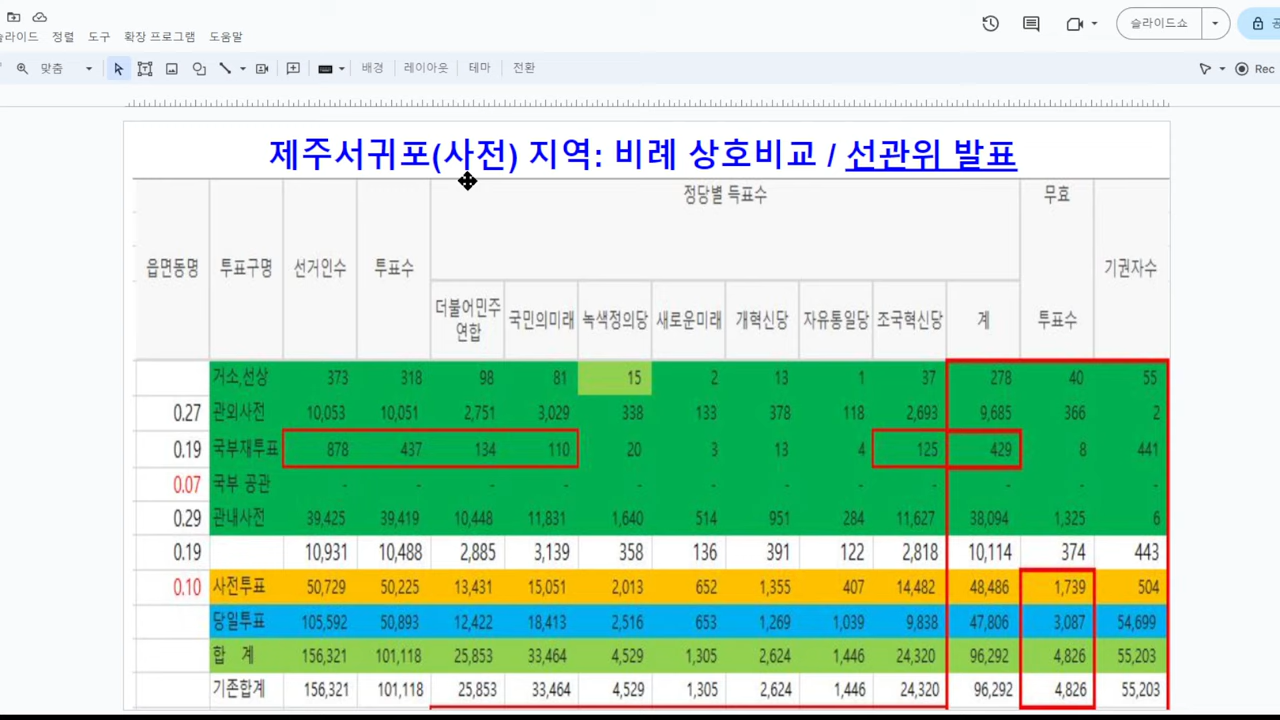 슬라이드 정렬 도구 확장 프로그램 도움말
슬라이드쇼
맞춤 배경 레이아웃 테마 전환 Rec
제주서귀포(사전) 지역: 비례 상호비교 / 선관위 발표
정당별 득표수 무효
읍면동명 투표구명 선거인수 투표수 기권자수
더불어민주
연합 국민의미래 녹색정의당 새로운미래 개혁신당 자유통일당 조국혁신당 계 투표수
거소,선상 373 318 98 81 15 2 13 1 37 278 40 55
0.27 관외사전 10,053 10,051 2,751 3,029 338 133 378 118 2,693 9,685 366 2
0.19 국부재투표 878 437 134 110 20 3 13 4 125 429 8 441
0.07 국부 공관 - - - - - - - - - - - -
0.29 관내사전 39,425 39,419 10,448 11,831 1,640 514 951 284 11,627 38,094 1,325 6
0.19 10,931 10,488 2,885 3,139 358 136 391 122 2,818 10,114 374 443
0.10 사전투표 50,729 50,225 13,431 15,051 2,013 652 1,355 407 14,482 48,486 1,739 504
당일투표 105,592 50,893 12,422 18,413 2,516 653 1,269 1,039 9,838 47,806 3,087 54,699
합 계 156,321 101,118 25,853 33,464 4,529 1,305 2,624 1,446 24,320 96,292 4,826 55,203
기존합계 156,321 101,118 25,853 33,464 4,529 1,305 2,624 1,446 24,320 96,292 4,826 55,203